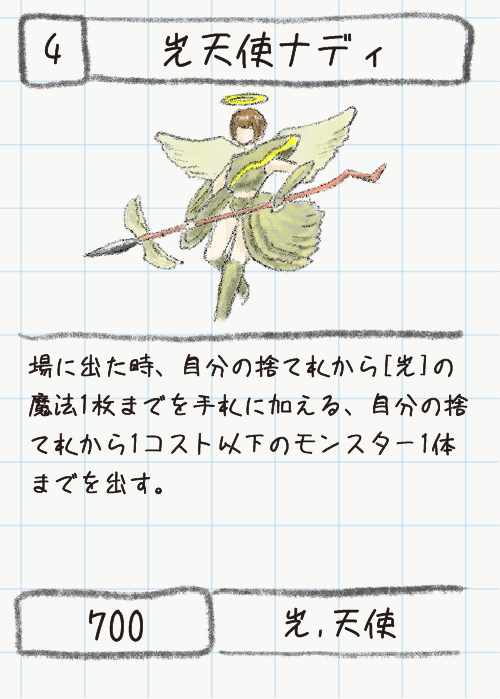 4
光天使ナディ
場に出た時、自分の捨て札から[光]の
魔法1枚までを手札に加える、自分の捨
て札から1コスト以下のモンスター1体
までを出す。
700
光,天使